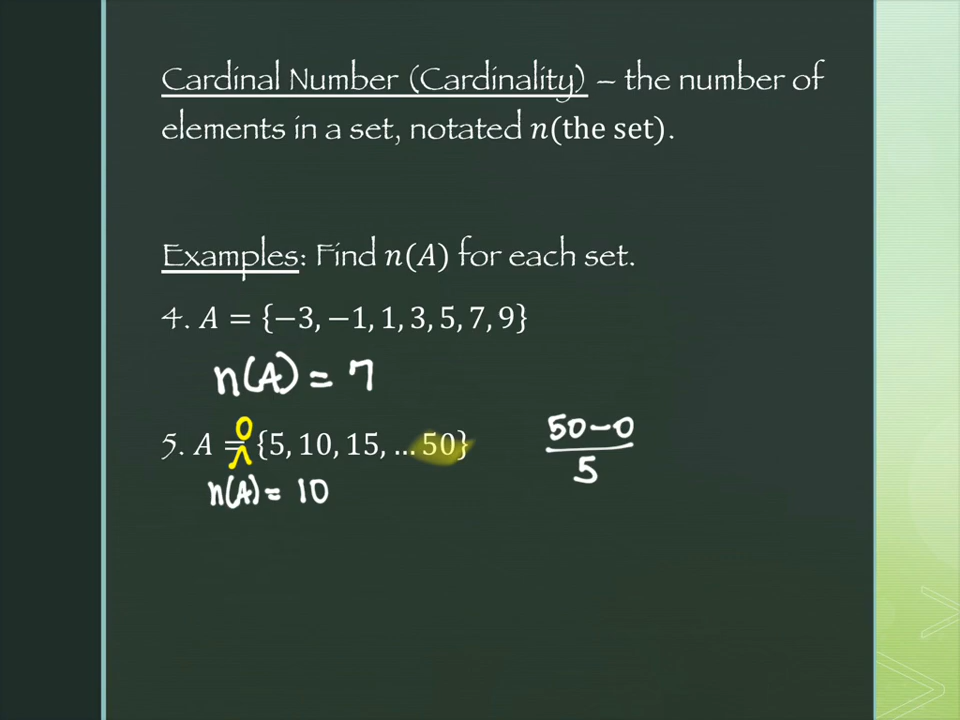 Cardinal Number (Cardinality) – the number of
elements in a set, notated n(the set).
Examples: Find n(A) for each set.
4. A = {−3, −1, 1, 3, 5, 7, 9}
n(A) = 7
0
5. A = {5, 10, 15, … 50}
^
n(A) = 10
50−0
5